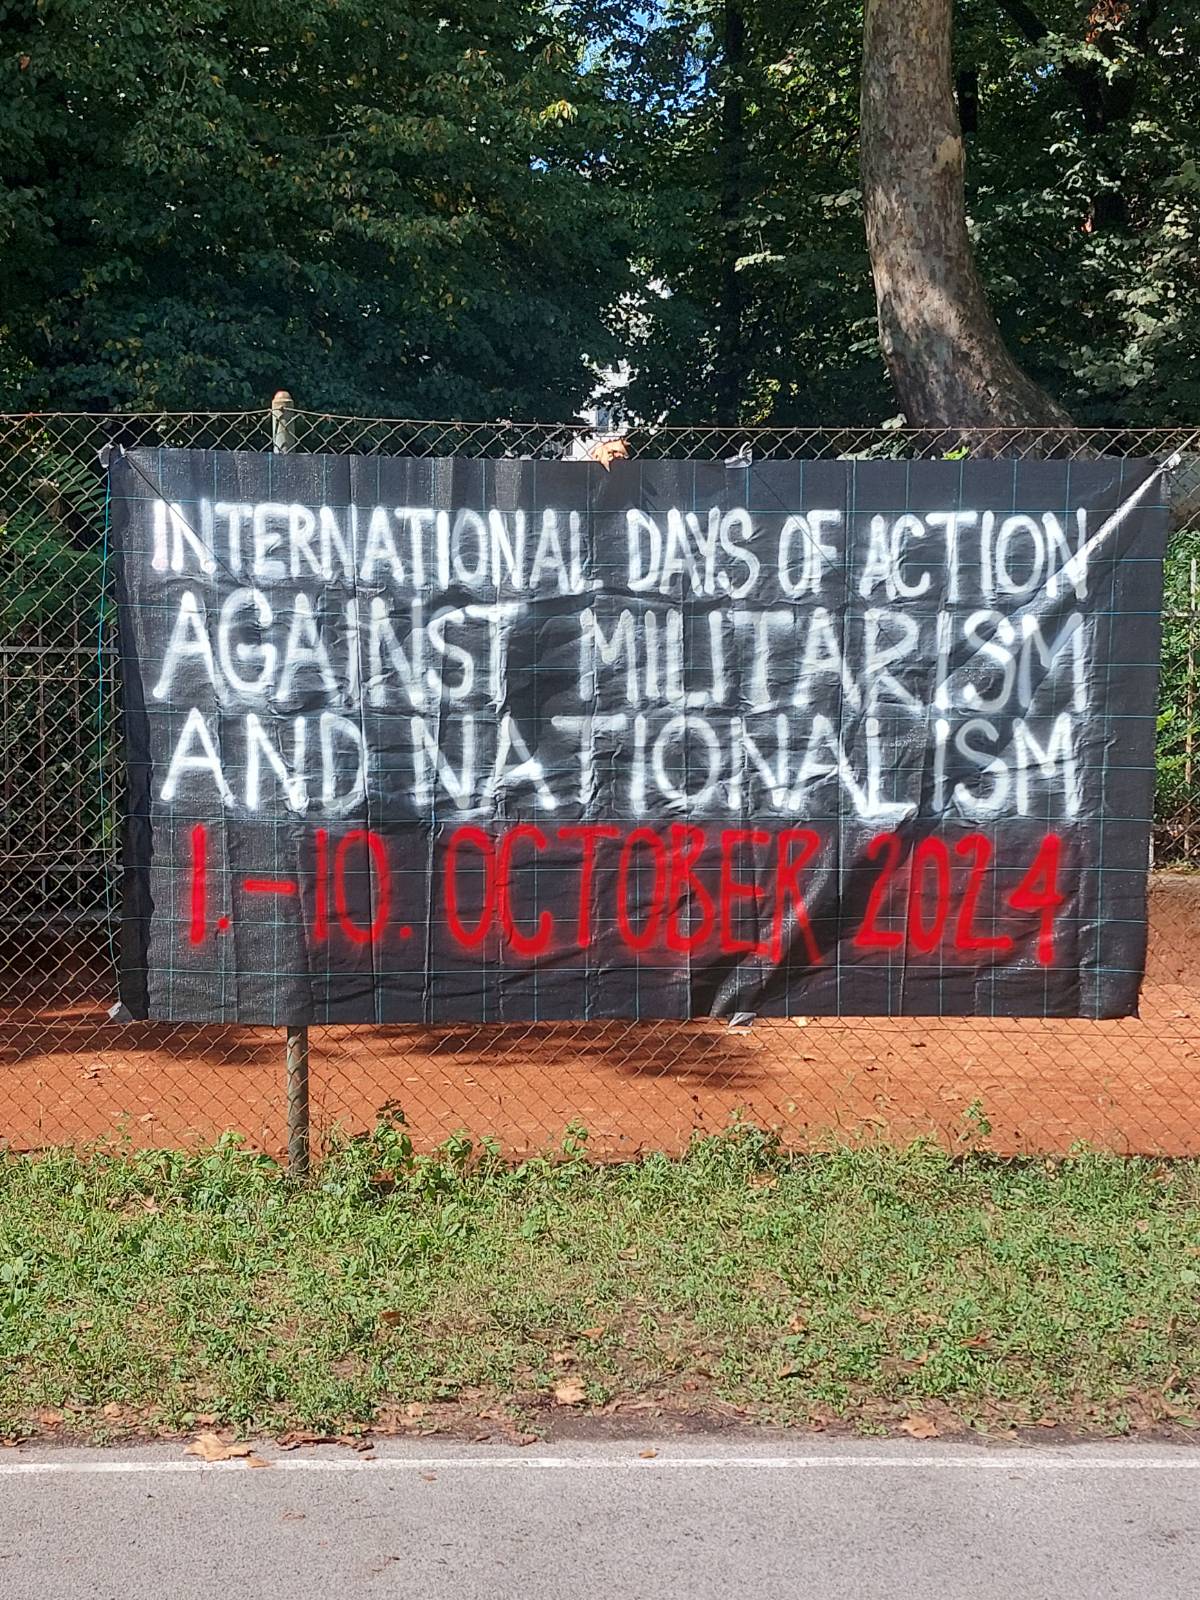 INTERNATIONAL DAYS OF ACTION
AGAINST MILITARISM
AND NATIONALISM
1.-10. OCTOBER 2024